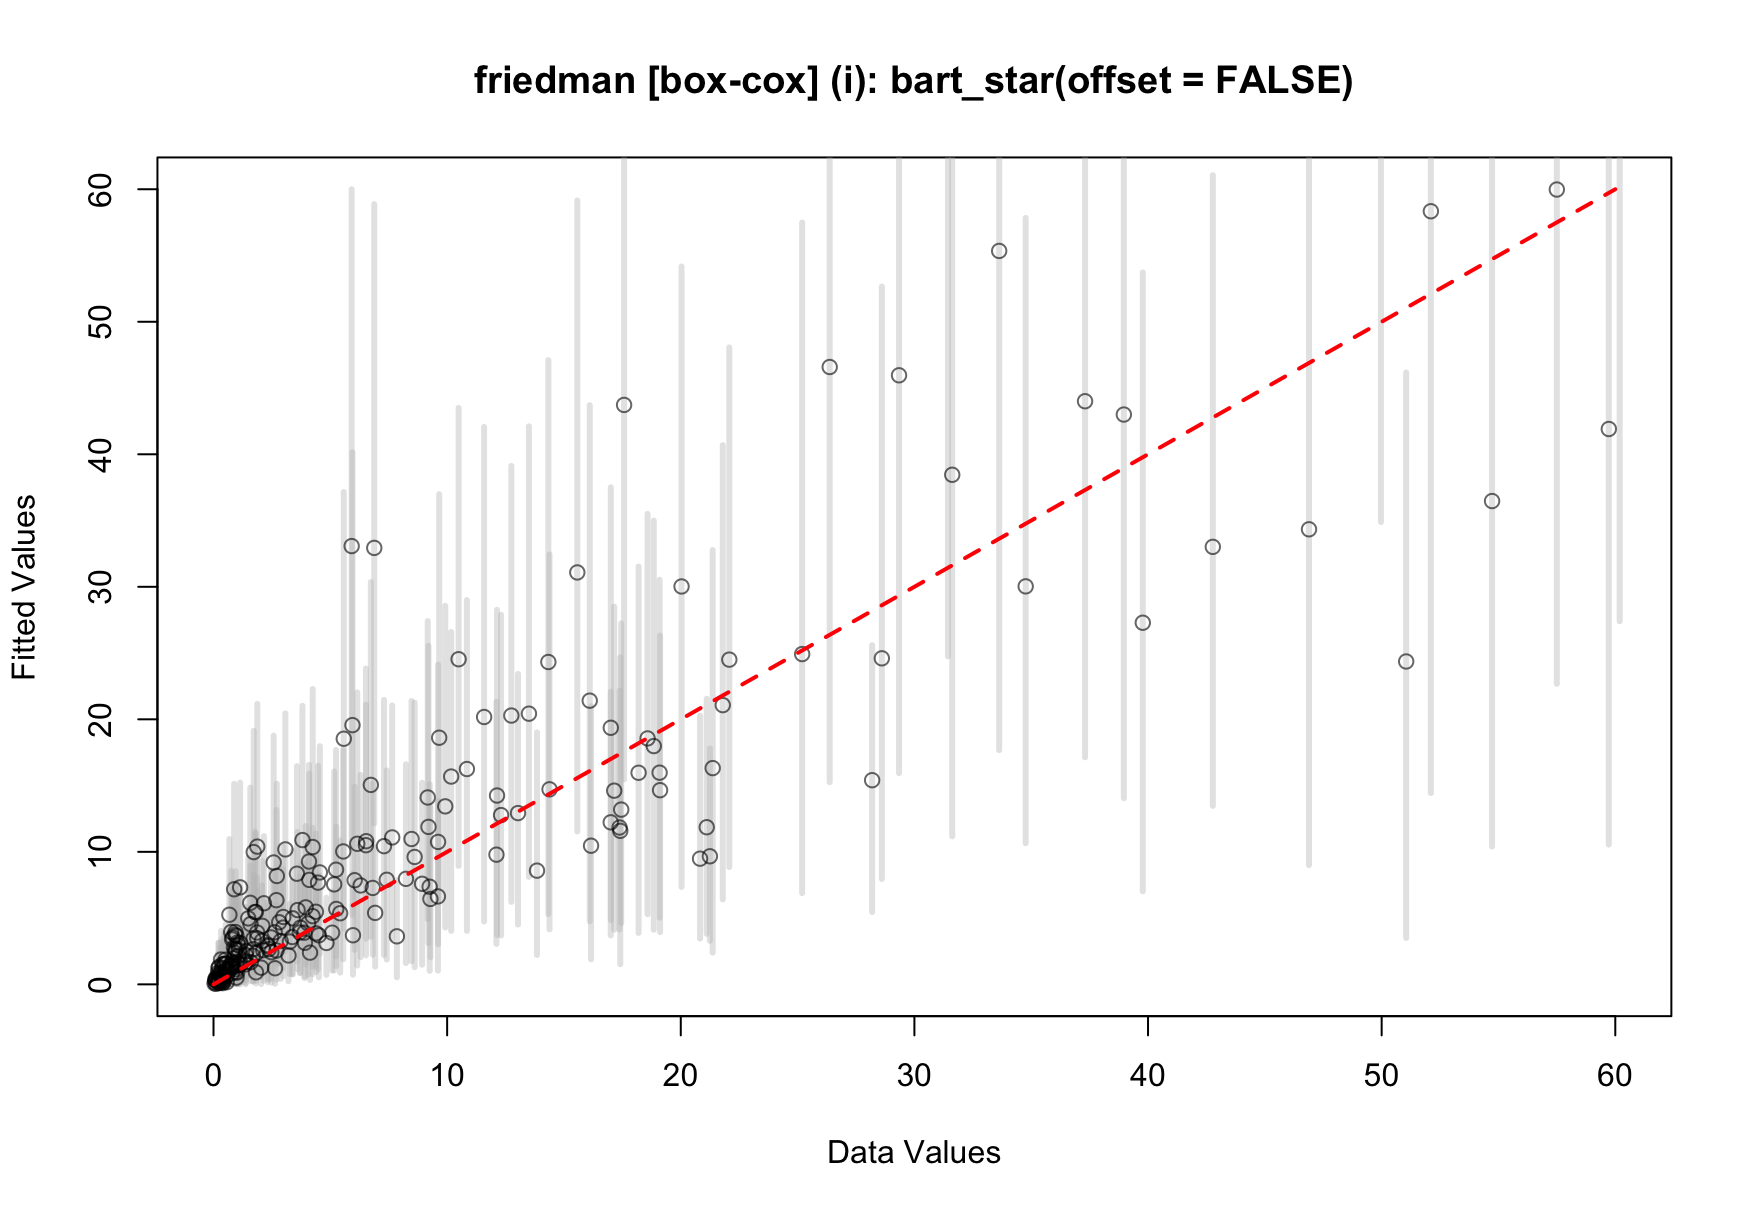 friedman [box-cox] (i): bart_star(offset = FALSE)
Fitted Values
60
50
40
30
20
10
0
0 10 20 30 40 50 60
Data Values